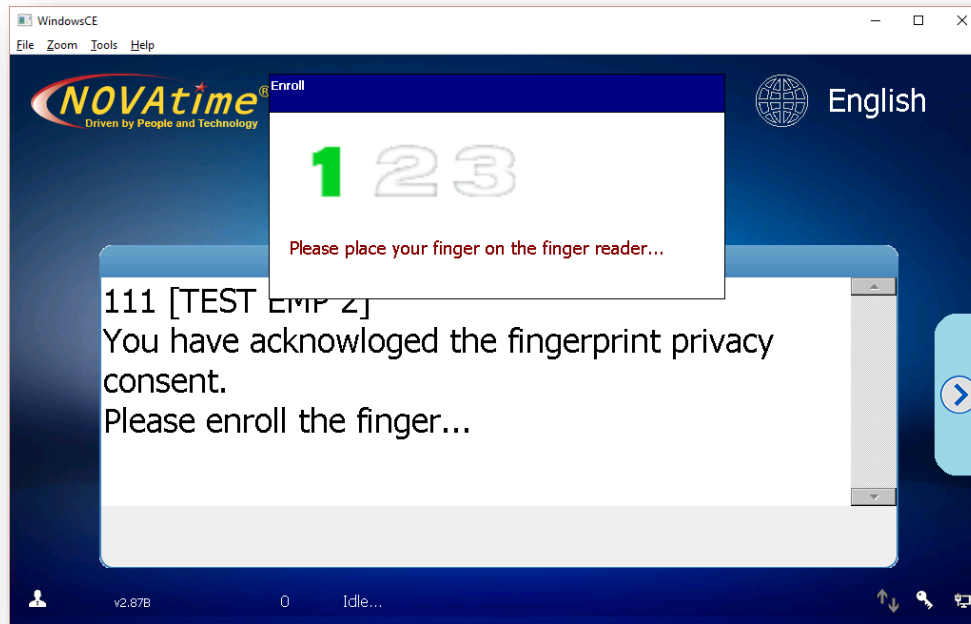 WindowsCE
File Zoom Tools Help
NOVAtime®
Driven by People and Technology
English
Enroll
1 2 3
Please place your finger on the finger reader...
111 [TEST EMP 2]
You have acknowloged the fingerprint privacy
consent.
Please enroll the finger...
v2.87B 0 Idle...